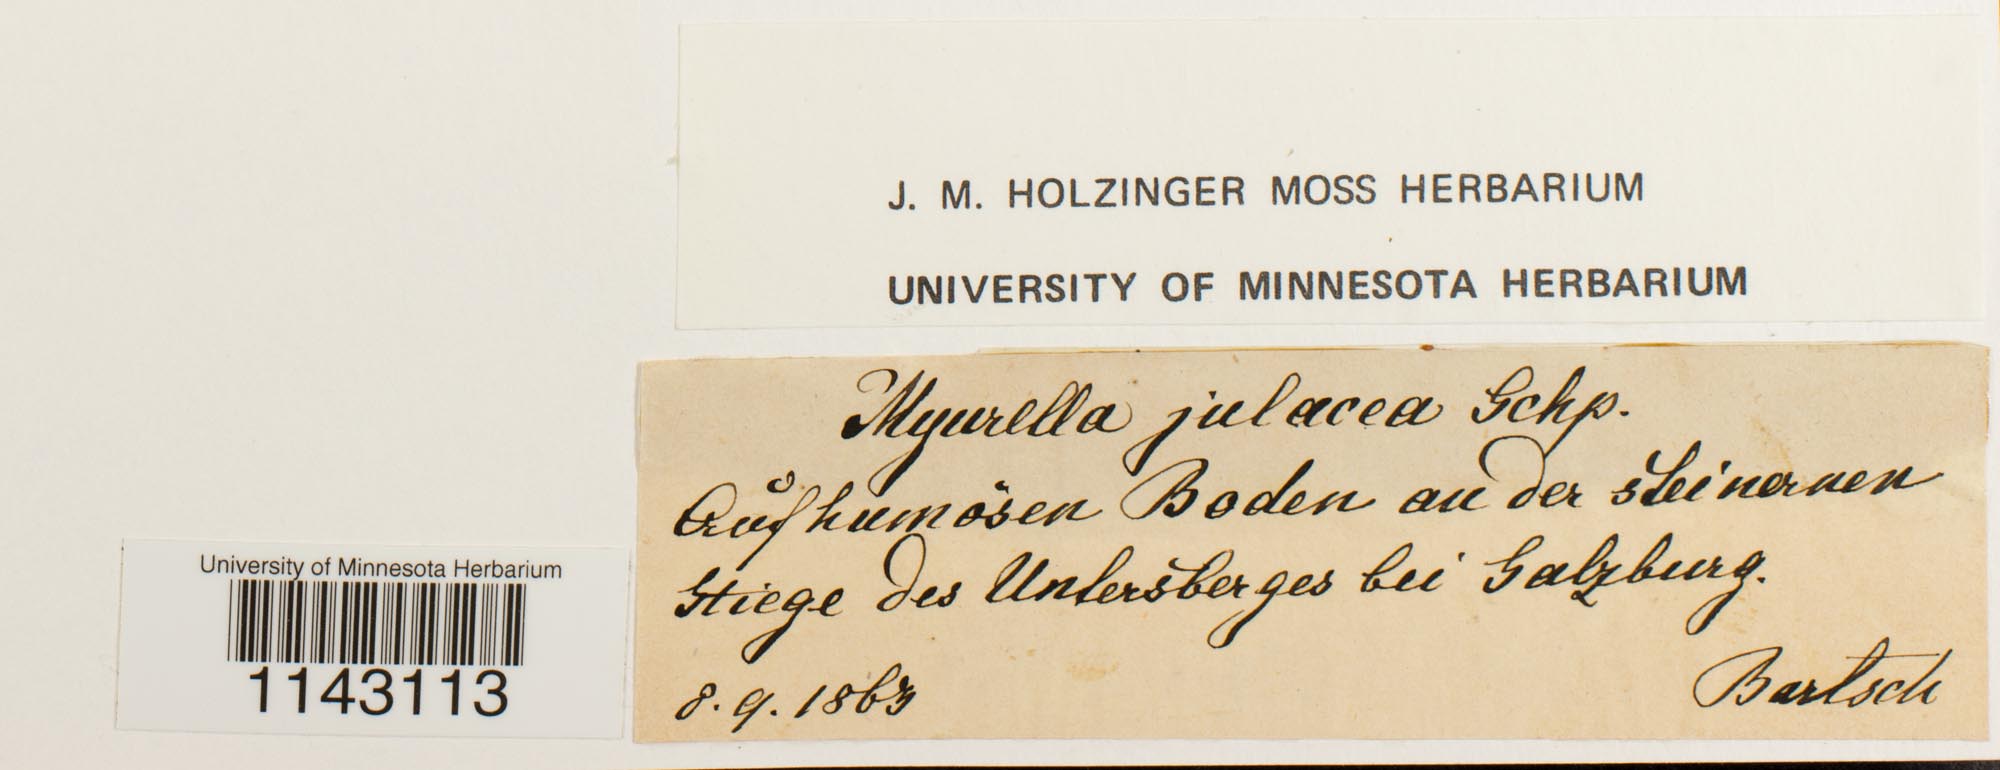 J. M. HOLZINGER MOSS HERBARIUM
UNIVERSITY OF MINNESOTA HERBARIUM
Myurella julacea Schp.
Auf humösen Boden an der steinernen
Stiege des Untersberges bei Salzburg.
8. 9. 1863
Bartsch
University of Minnesota Herbarium
1143113